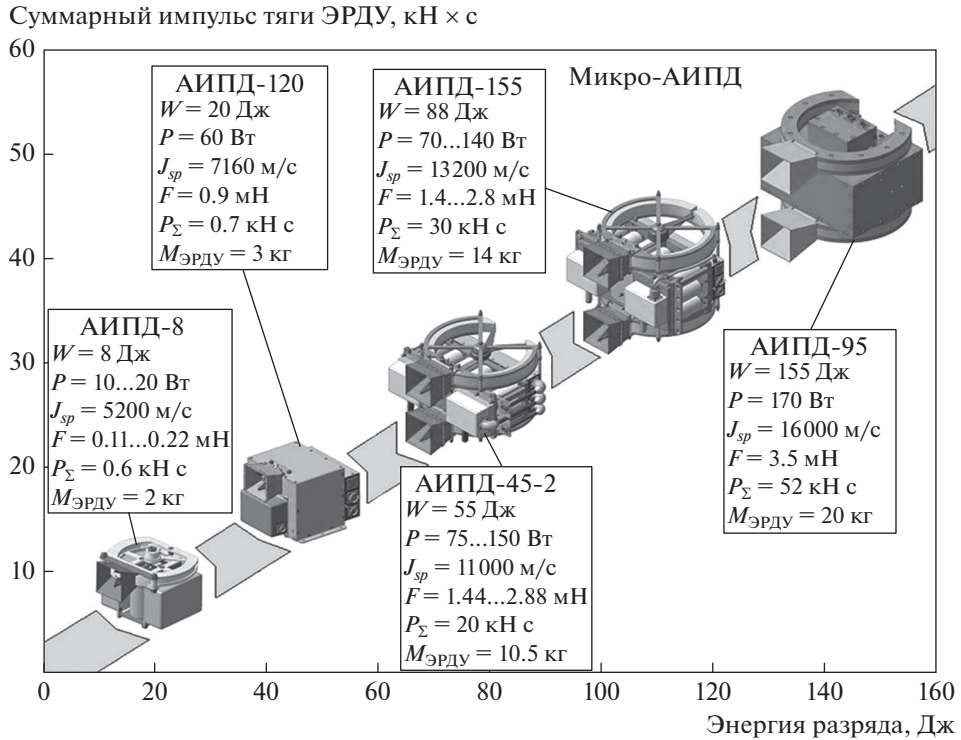 Суммарный импульс тяги ЭРДУ, кН × с
60
50
40
30
20
10
0
20
40
60
80
100
120
140
160
Энергия разряда, Дж
Микро-АИПД
АИПД-8
W = 8 Дж
P = 10...20 Вт
Jsp = 5200 м/с
F = 0.11...0.22 мН
PΣ = 0.6 кН с
MЭРДУ = 2 кг
АИПД-120
W = 20 Дж
P = 60 Вт
Jsp = 7160 м/с
F = 0.9 мН
PΣ = 0.7 кН с
MЭРДУ = 3 кг
АИПД-45-2
W = 55 Дж
P = 75...150 Вт
Jsp = 11000 м/с
F = 1.44...2.88 мН
PΣ = 20 кН с
MЭРДУ = 10.5 кг
АИПД-155
W = 88 Дж
P = 70...140 Вт
Jsp = 13200 м/с
F = 1.4...2.8 мН
PΣ = 30 кН с
MЭРДУ = 14 кг
АИПД-95
W = 155 Дж
P = 170 Вт
Jsp = 16000 м/с
F = 3.5 мН
PΣ = 52 кН с
MЭРДУ = 20 кг